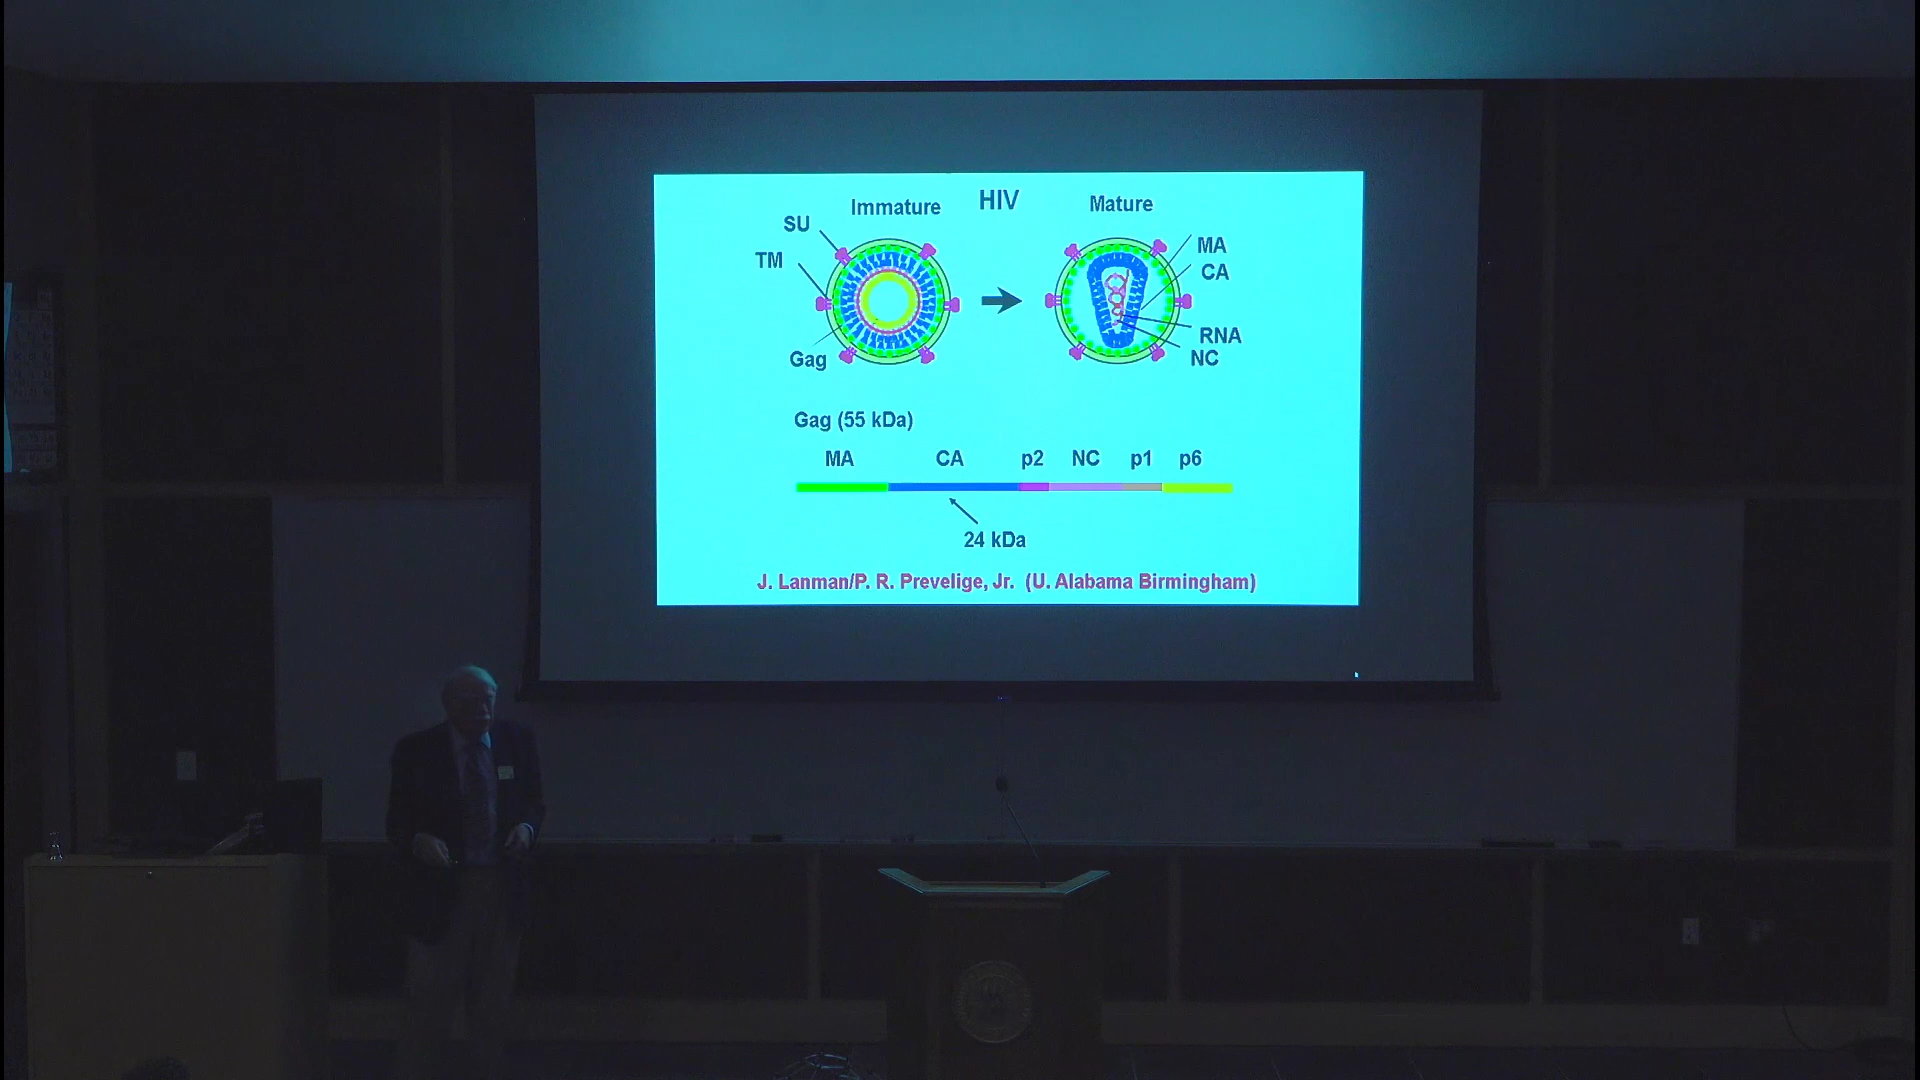 HIV
Immature
Mature
SU
TM
Gag
MA
CA
RNA
NC
Gag (55 kDa)
MA CA p2 NC p1 p6
24 kDa
J. Lanman/P. R. Prevelige, Jr. (U. Alabama Birmingham)